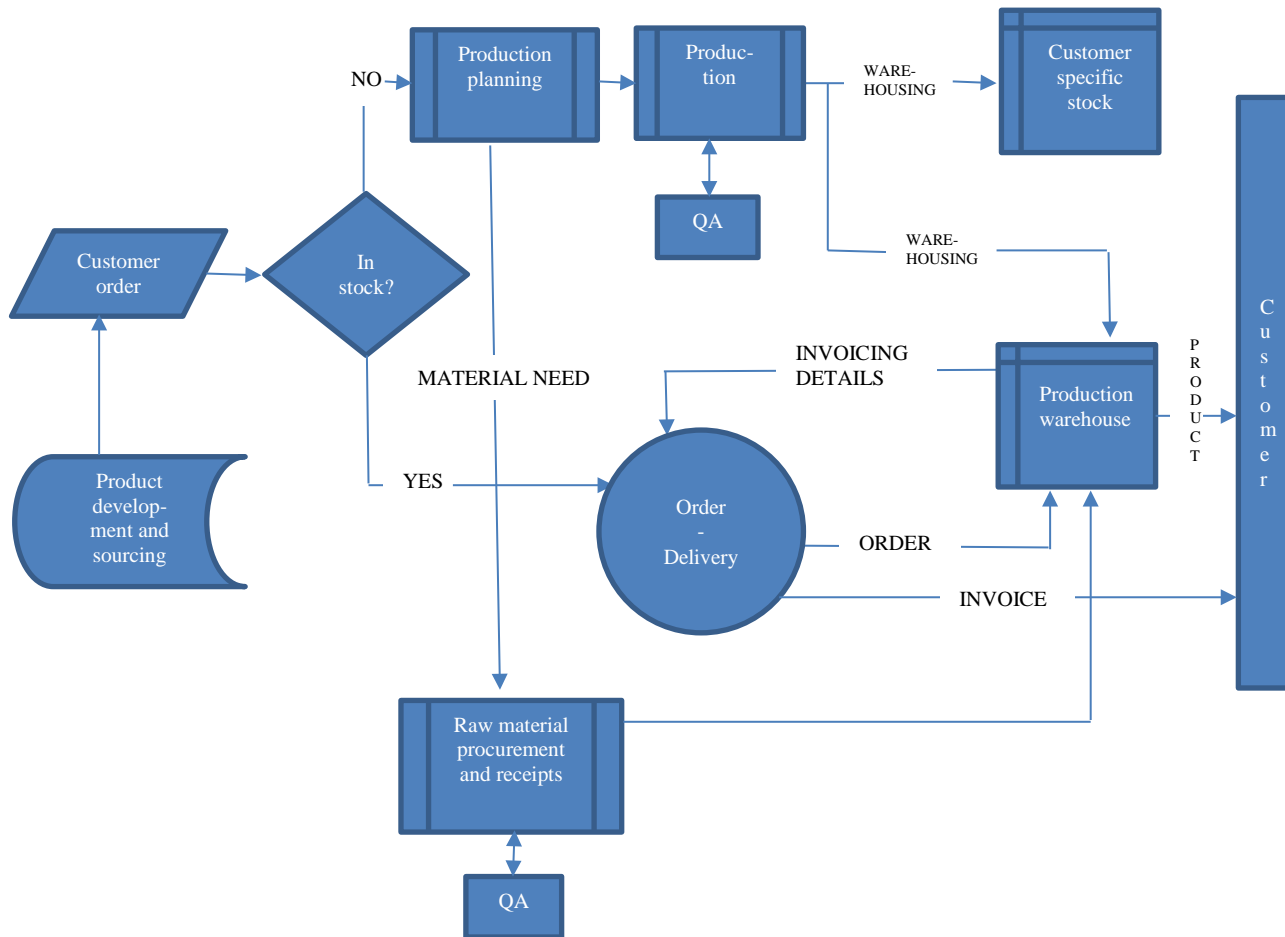 Production
planning
Produc-
tion
Customer
specific
stock
NO
WARE-
HOUSING
QA
Customer
order
In
stock?
WARE-
HOUSING
MATERIAL NEED
INVOICING
DETAILS
Production
warehouse
PRODUCT
Customer
Product
develop-
ment and
sourcing
YES
Order
-
Delivery
ORDER
INVOICE
Raw material
procurement
and receipts
QA